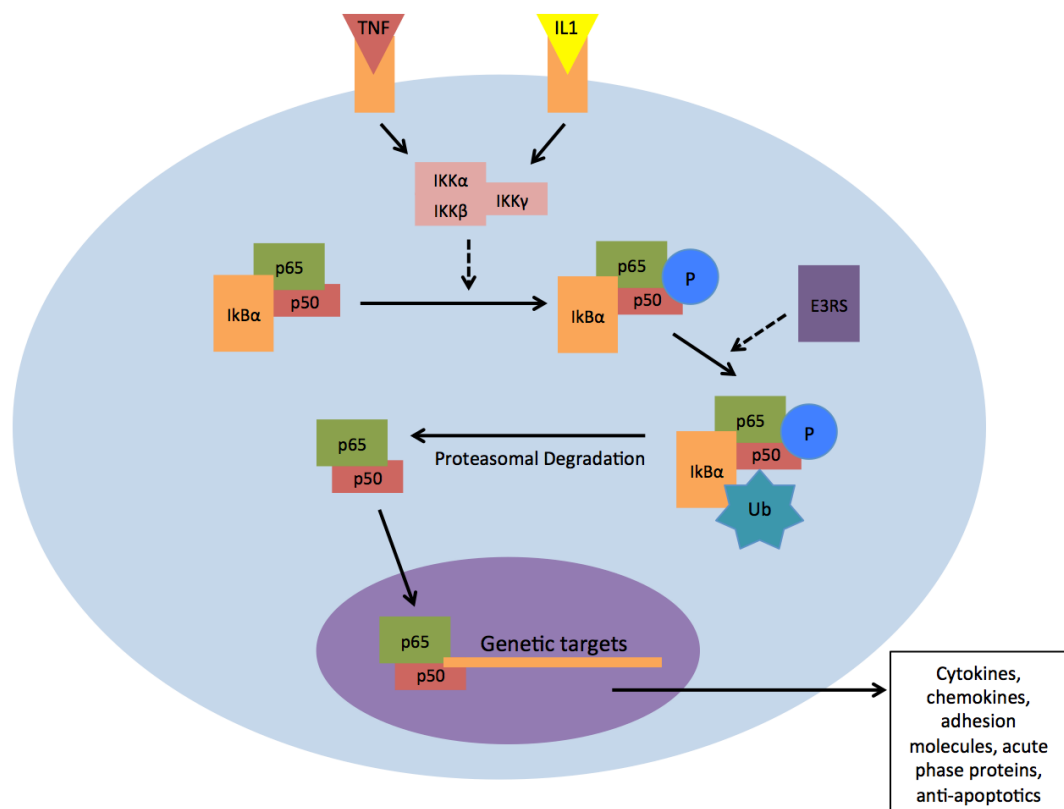 TNF
IL1
IKKα
IKKβ
IKKγ
p65
p50
IkBα
p65
P
p50
IkBα
E3RS
p65
P
p50
IkBα
Ub
p65
p50
Proteasomal Degradation
p65
p50
Genetic targets
Cytokines,
chemokines,
adhesion
molecules, acute
phase proteins,
anti-apoptotics